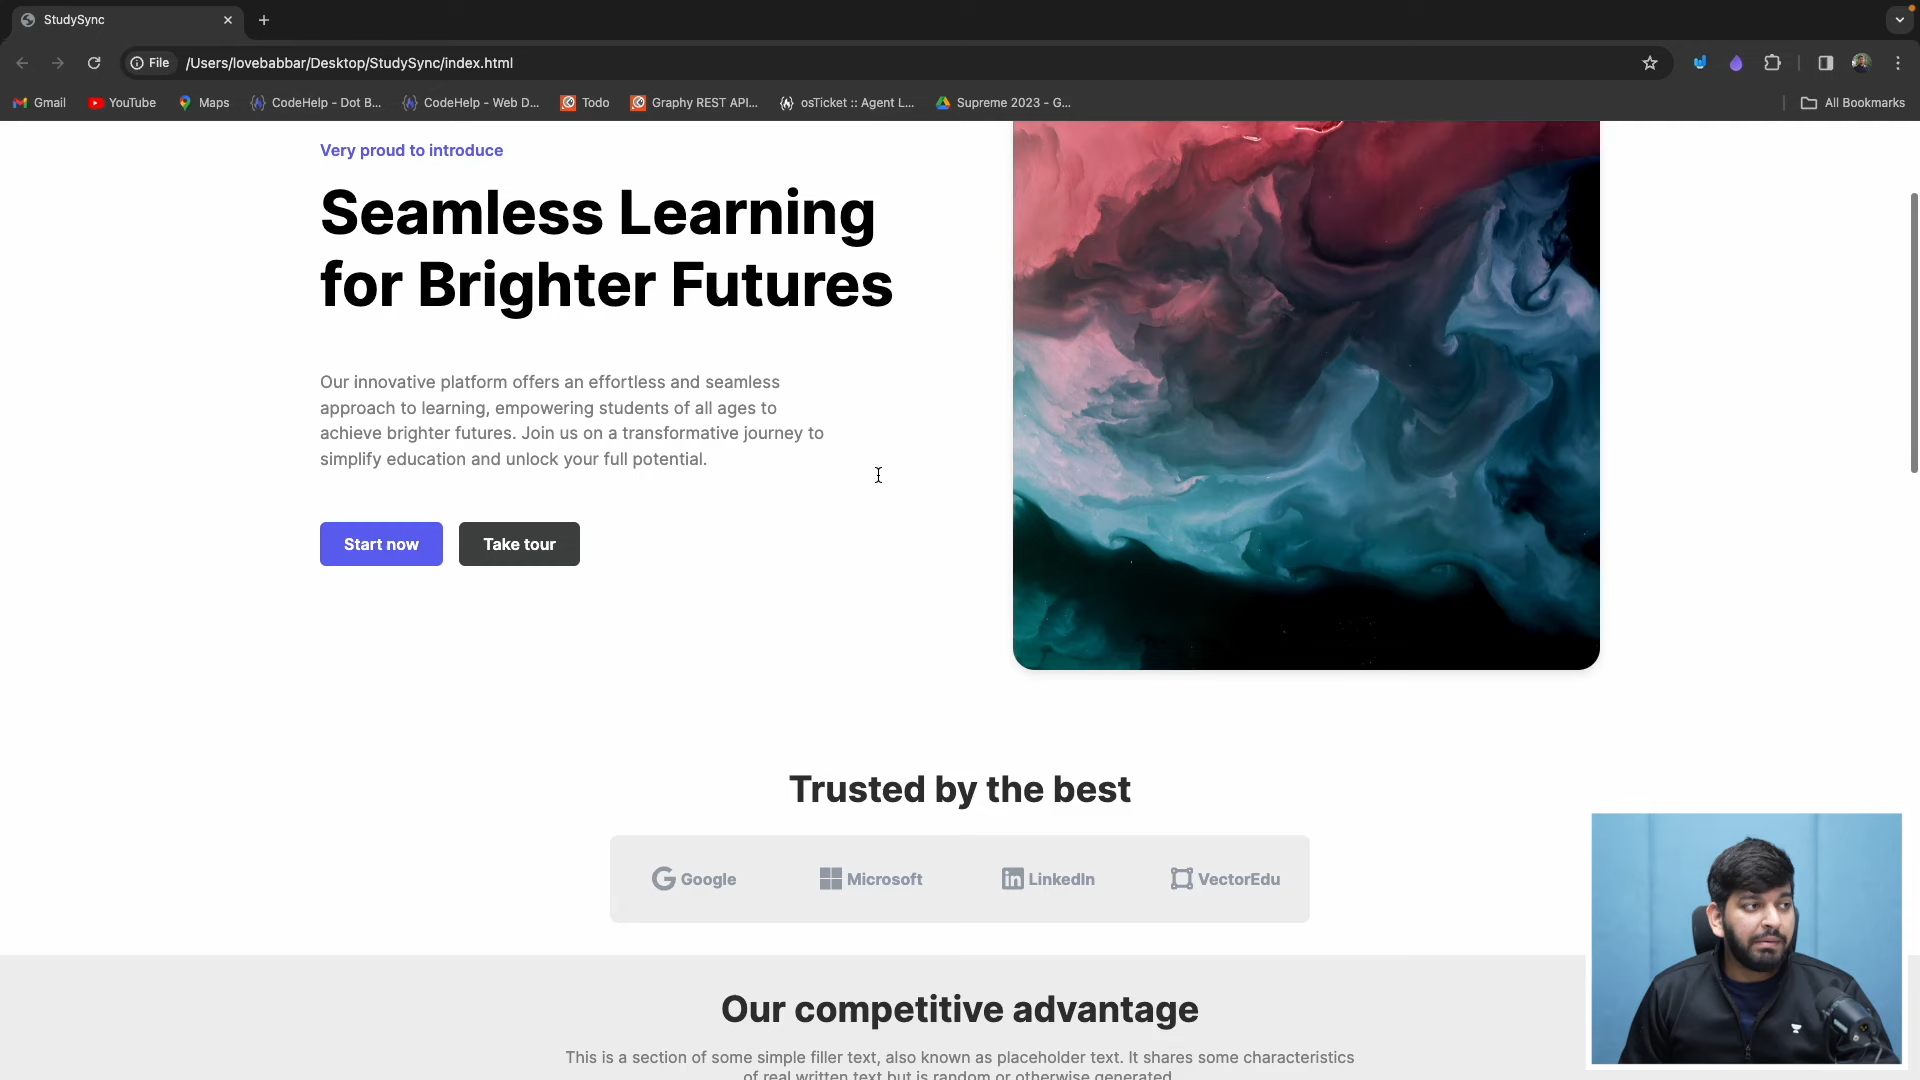 StudySync
File
/Users/lovebabbar/Desktop/StudySync/index.html
Gmail
YouTube
Maps
CodeHelp - Dot B...
CodeHelp - Web D...
Todo
Graphy REST API...
osTicket :: Agent L...
Supreme 2023 - G...
All Bookmarks
Very proud to introduce
Seamless Learning
for Brighter Futures
Our innovative platform offers an effortless and seamless
approach to learning, empowering students of all ages to
achieve brighter futures. Join us on a transformative journey to
simplify education and unlock your full potential.
Start now
Take tour
Trusted by the best
Google
Microsoft
LinkedIn
VectorEdu
Our competitive advantage
This is a section of some simple filler text, also known as placeholder text. It shares some characteristics
of real written text but is random or otherwise generated.